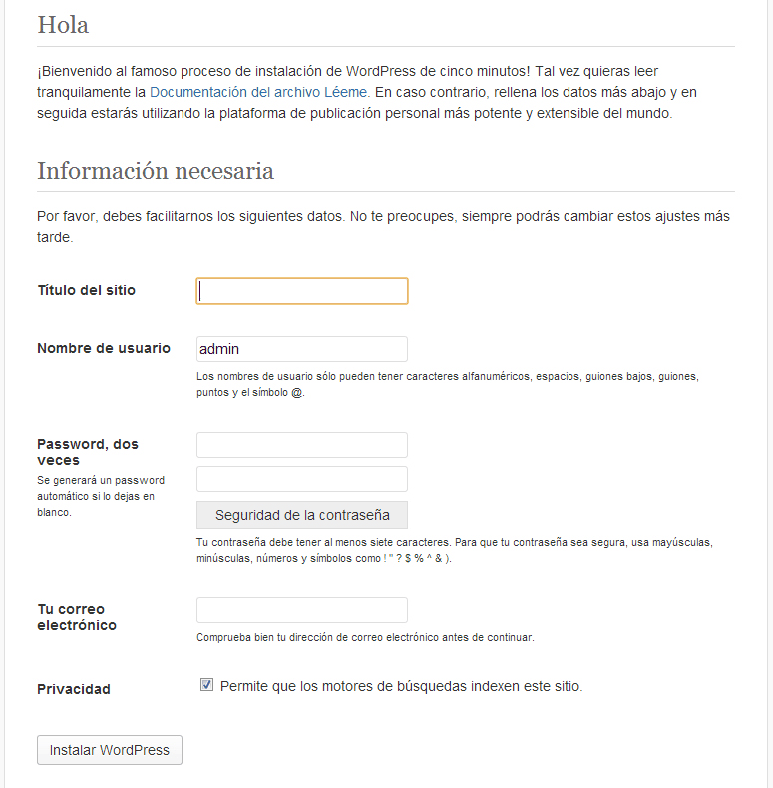 Hola
¡Bienvenido al famoso proceso de instalación de WordPress de cinco minutos! Tal vez quieras leer
tranquilamente la Documentación del archivo Léeme. En caso contrario, rellena los datos más abajo y en
seguida estarás utilizando la plataforma de publicación personal más potente y extensible del mundo.
Información necesaria
Por favor, debes facilitarnos los siguientes datos. No te preocupes, siempre podrás cambiar estos ajustes más
tarde.
Título del sitio
Nombre de usuario
admin
Los nombres de usuario sólo pueden tener caracteres alfanuméricos, espacios, guiones bajos, guiones,
puntos y el símbolo @.
Password, dos
veces
Se generará un password
automático si lo dejas en
blanco.
Seguridad de la contraseña
Tu contraseña debe tener al menos siete caracteres. Para que tu contraseña sea segura, usa mayúsculas,
minúsculas, números y símbolos como ! " ? $ % ^ & ).
Tu correo
electrónico
Comprueba bien tu dirección de correo electrónico antes de continuar.
Privacidad
Permite que los motores de búsquedas indexen este sitio.
Instalar WordPress